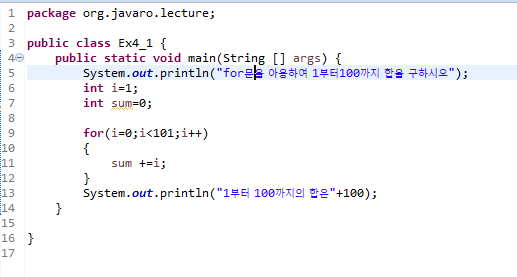 1 package org.javaro.lecture;
2
3 public class Ex4_1 {
4 public static void main(String [] args) {
5 System.out.println("for문을 아용하여 1부터100까지 합을 구하시오");
6 int i=1;
7 int sum=0;
8
9 for(i=0;i<101;i++)
10 {
11 sum +=i;
12 }
13 System.out.println("1부터 100까지의 합은"+100);
14 }
15
16 }
17